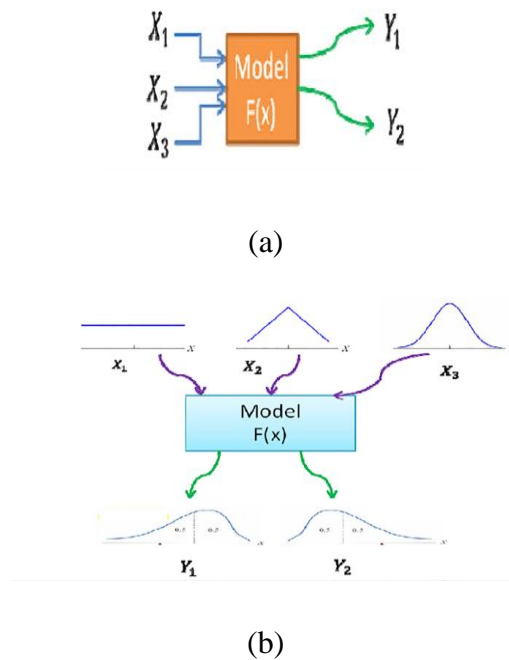 X₁
Y₁
Model
X₂
F(x)
X₃
Y₂
(a)
x x
X₁ X₂ X₃
Model
F(x)
0.5 0.5 x 0.5 0.5 x
Y₁ Y₂
(b)